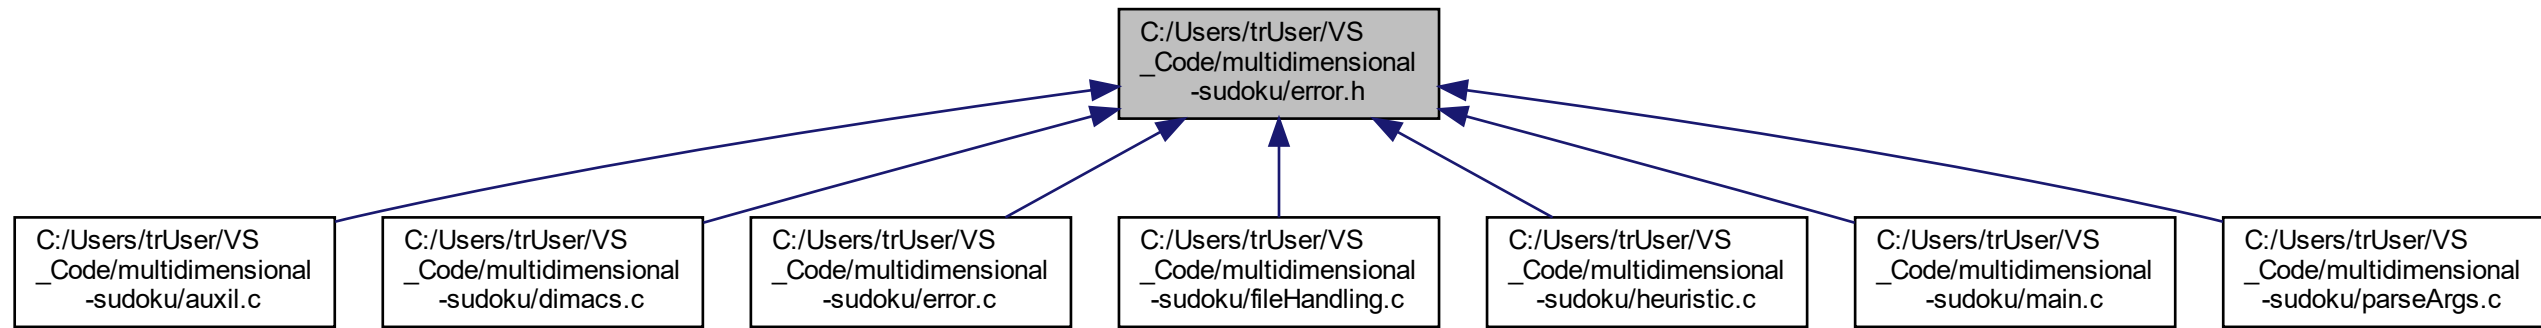 C:/Users/trUser/VS
_Code/multidimensional
-sudoku/error.h
C:/Users/trUser/VS
_Code/multidimensional
-sudoku/auxil.c
C:/Users/trUser/VS
_Code/multidimensional
-sudoku/dimacs.c
C:/Users/trUser/VS
_Code/multidimensional
-sudoku/error.c
C:/Users/trUser/VS
_Code/multidimensional
-sudoku/fileHandling.c
C:/Users/trUser/VS
_Code/multidimensional
-sudoku/heuristic.c
C:/Users/trUser/VS
_Code/multidimensional
-sudoku/main.c
C:/Users/trUser/VS
_Code/multidimensional
-sudoku/parseArgs.c